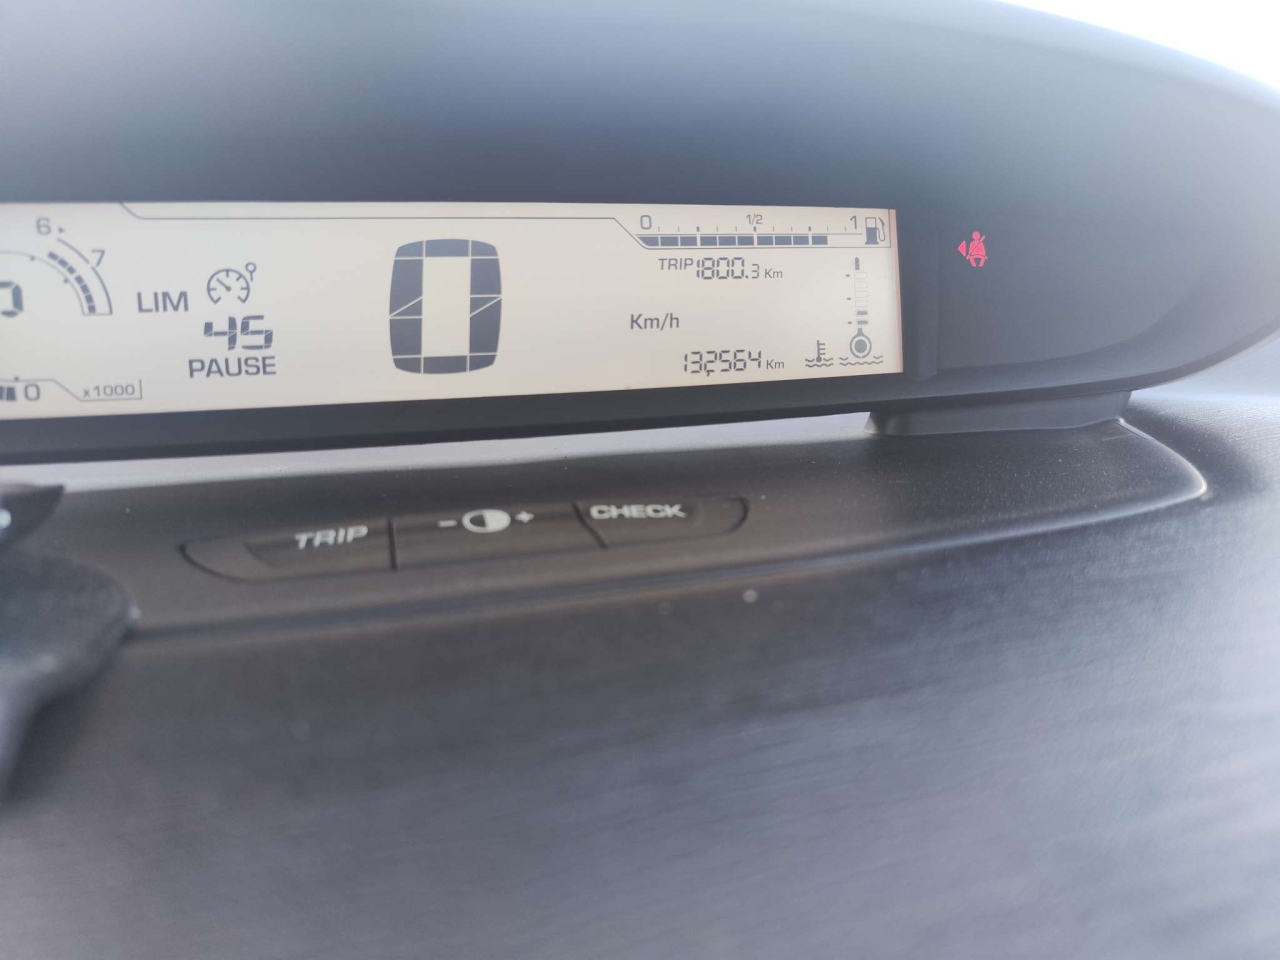 6
7
0
LIM
45
PAUSE
0
x1000
0
0 1/2 1
TRIP 1800.3 Km
Km/h
132564 Km
TRIP
- +
CHECK